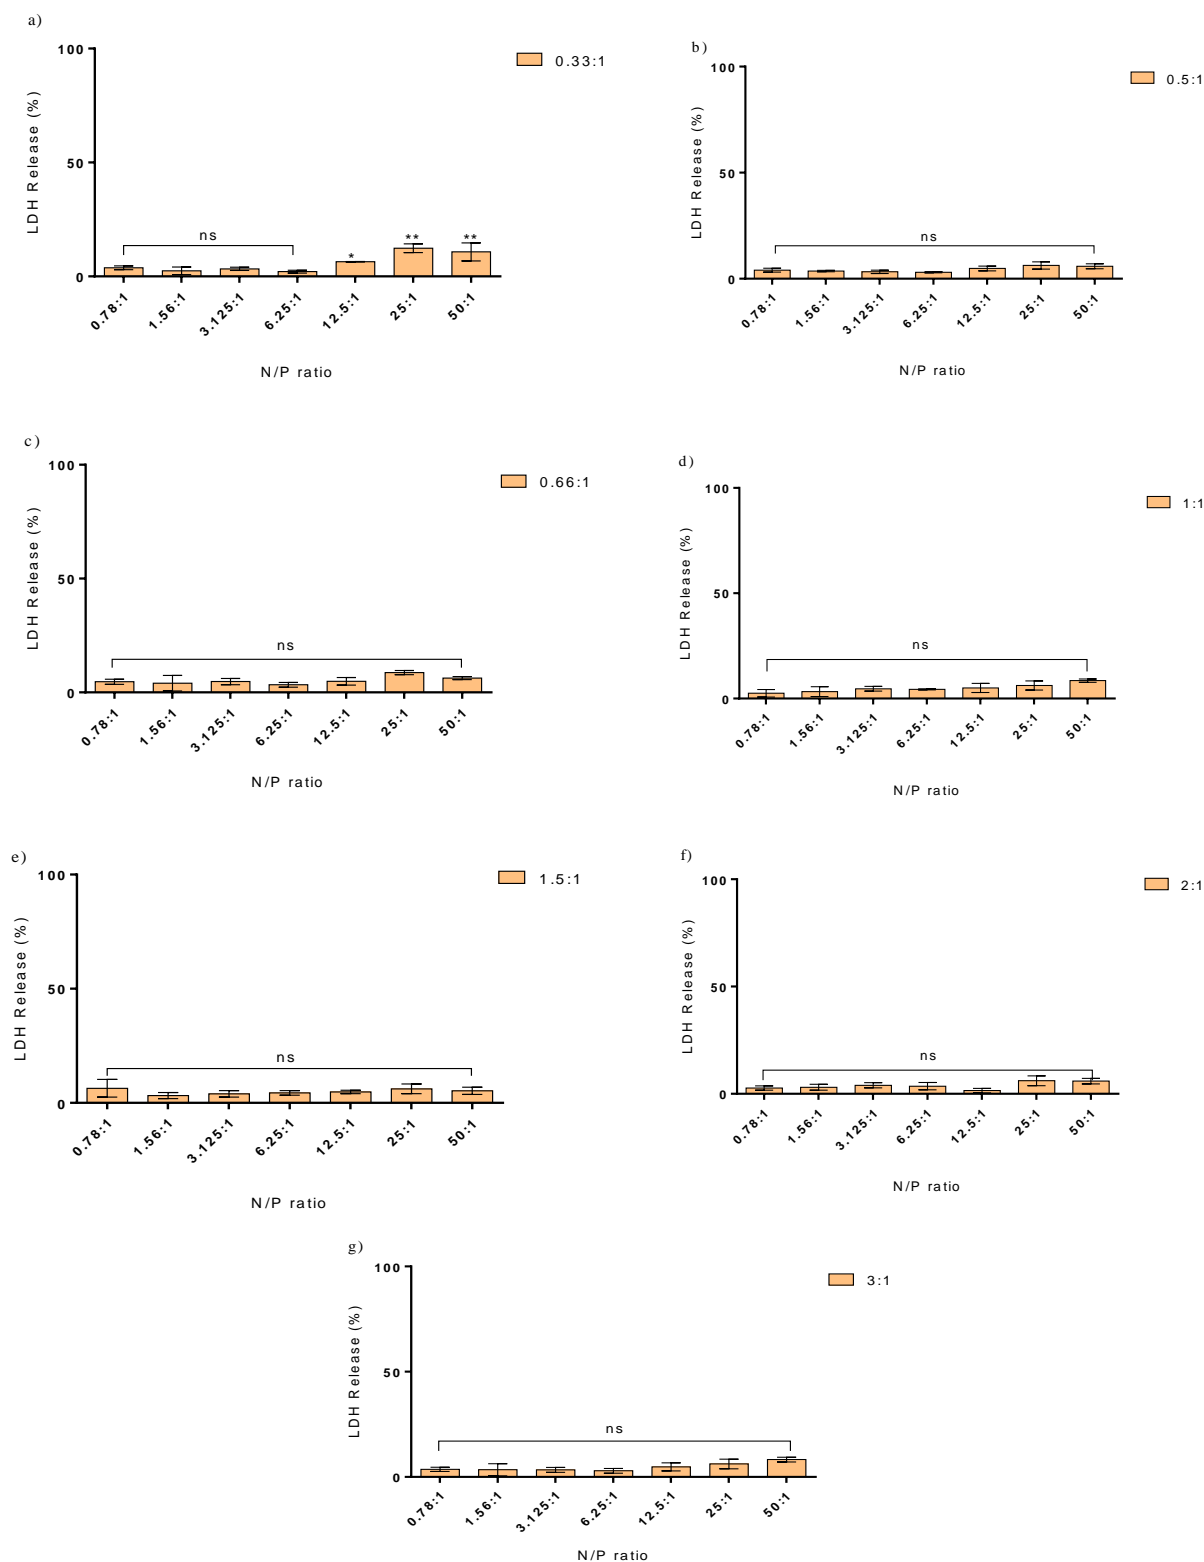 a)
100
50
0
LDH Release (%)
ns
*
**
**
0.33:1
0.78:1
1.56:1
3.125:1
6.25:1
12.5:1
25:1
50:1
N/P ratio
b)
100
50
0
LDH Release (%)
ns
0.5:1
0.78:1
1.56:1
3.125:1
6.25:1
12.5:1
25:1
50:1
N/P ratio
c)
100
50
0
LDH Release (%)
ns
0.66:1
0.78:1
1.56:1
3.125:1
6.25:1
12.5:1
25:1
50:1
N/P ratio
d)
100
50
0
LDH Release (%)
ns
1:1
0.78:1
1.56:1
3.125:1
6.25:1
12.5:1
25:1
50:1
N/P ratio
e)
100
50
0
LDH Release (%)
ns
1.5:1
0.78:1
1.56:1
3.125:1
6.25:1
12.5:1
25:1
50:1
N/P ratio
f)
100
50
0
LDH Release (%)
ns
2:1
0.78:1
1.56:1
3.125:1
6.25:1
12.5:1
25:1
50:1
N/P ratio
g)
100
50
0
LDH Release (%)
ns
3:1
0.78:1
1.56:1
3.125:1
6.25:1
12.5:1
25:1
50:1
N/P ratio